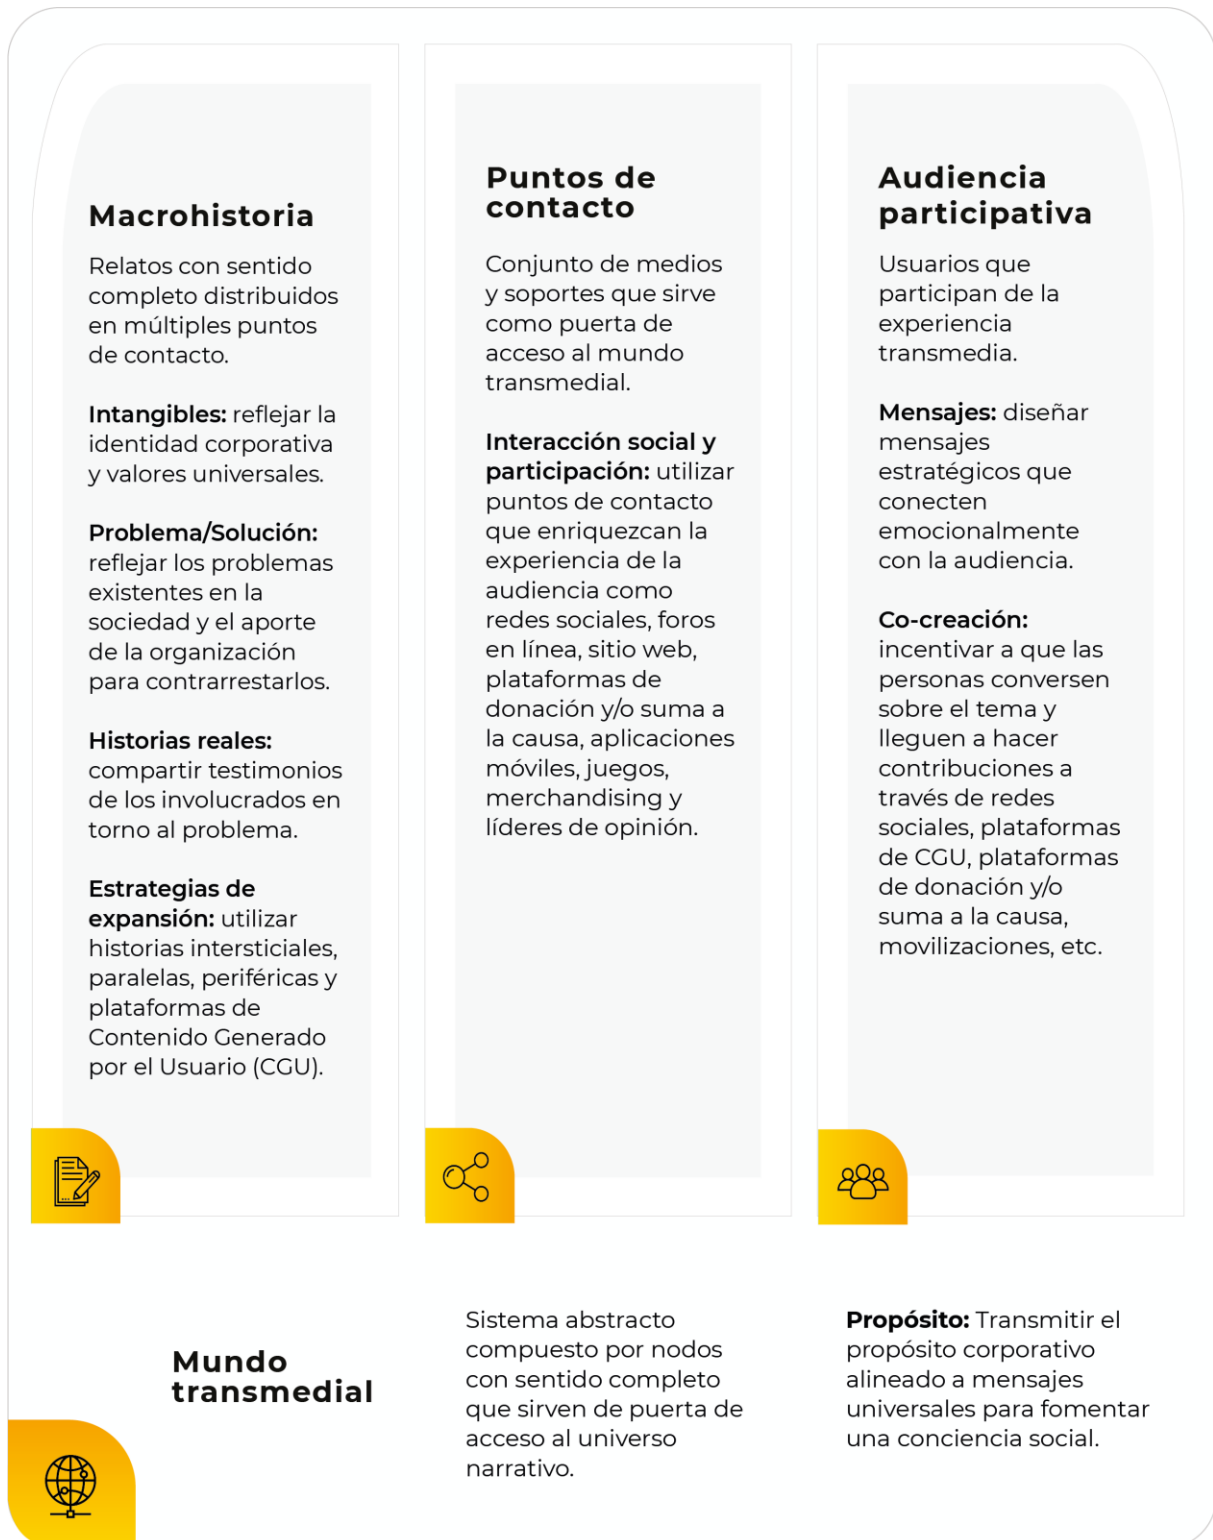 Macrohistoria
Relatos con sentido
completo distribuidos
en múltiples puntos
de contacto.
Intangibles: reflejar la
identidad corporativa
y valores universales.
Problema/Solución:
reflejar los problemas
existentes en la
sociedad y el aporte
de la organización
para contrarrestarlos.
Historias reales:
compartir testimonios
de los involucrados en
torno al problema.
Estrategias de
expansión: utilizar
historias intersticiales,
paralelas, periféricas y
plataformas de
Contenido Generado
por el Usuario (CGU).
Puntos de
contacto
Conjunto de medios
y soportes que sirve
como puerta de
acceso al mundo
transmedial.
Interacción social y
participación: utilizar
puntos de contacto
que enriquezcan la
experiencia de la
audiencia como
redes sociales, foros
en línea, sitio web,
plataformas de
donación y/o suma a
la causa, aplicaciones
móviles, juegos,
merchandising y
líderes de opinión.
Audiencia
participativa
Usuarios que
participan de la
experiencia
transmedia.
Mensajes: diseñar
mensajes
estratégicos que
conecten
emocionalmente
con la audiencia.
Co-creación:
incentivar a que las
personas conversen
sobre el tema y
lleguen a hacer
contribuciones a
través de redes
sociales, plataformas
de CGU, plataformas
de donación y/o
suma a la causa,
movilizaciones, etc.
Mundo
transmedial
Sistema abstracto
compuesto por nodos
con sentido completo
que sirven de puerta de
acceso al universo
narrativo.
Propósito: Transmitir el
propósito corporativo
alineado a mensajes
universales para fomentar
una conciencia social.